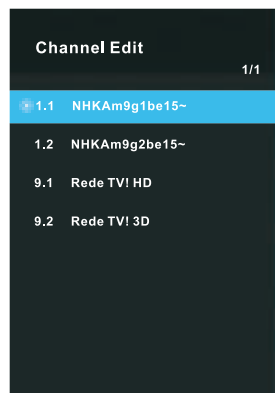 Channel Edit
1/1
1.1 NHKAm9g1be15~
1.2 NHKAm9g2be15~
9.1 Rede TV! HD
9.2 Rede TV! 3D